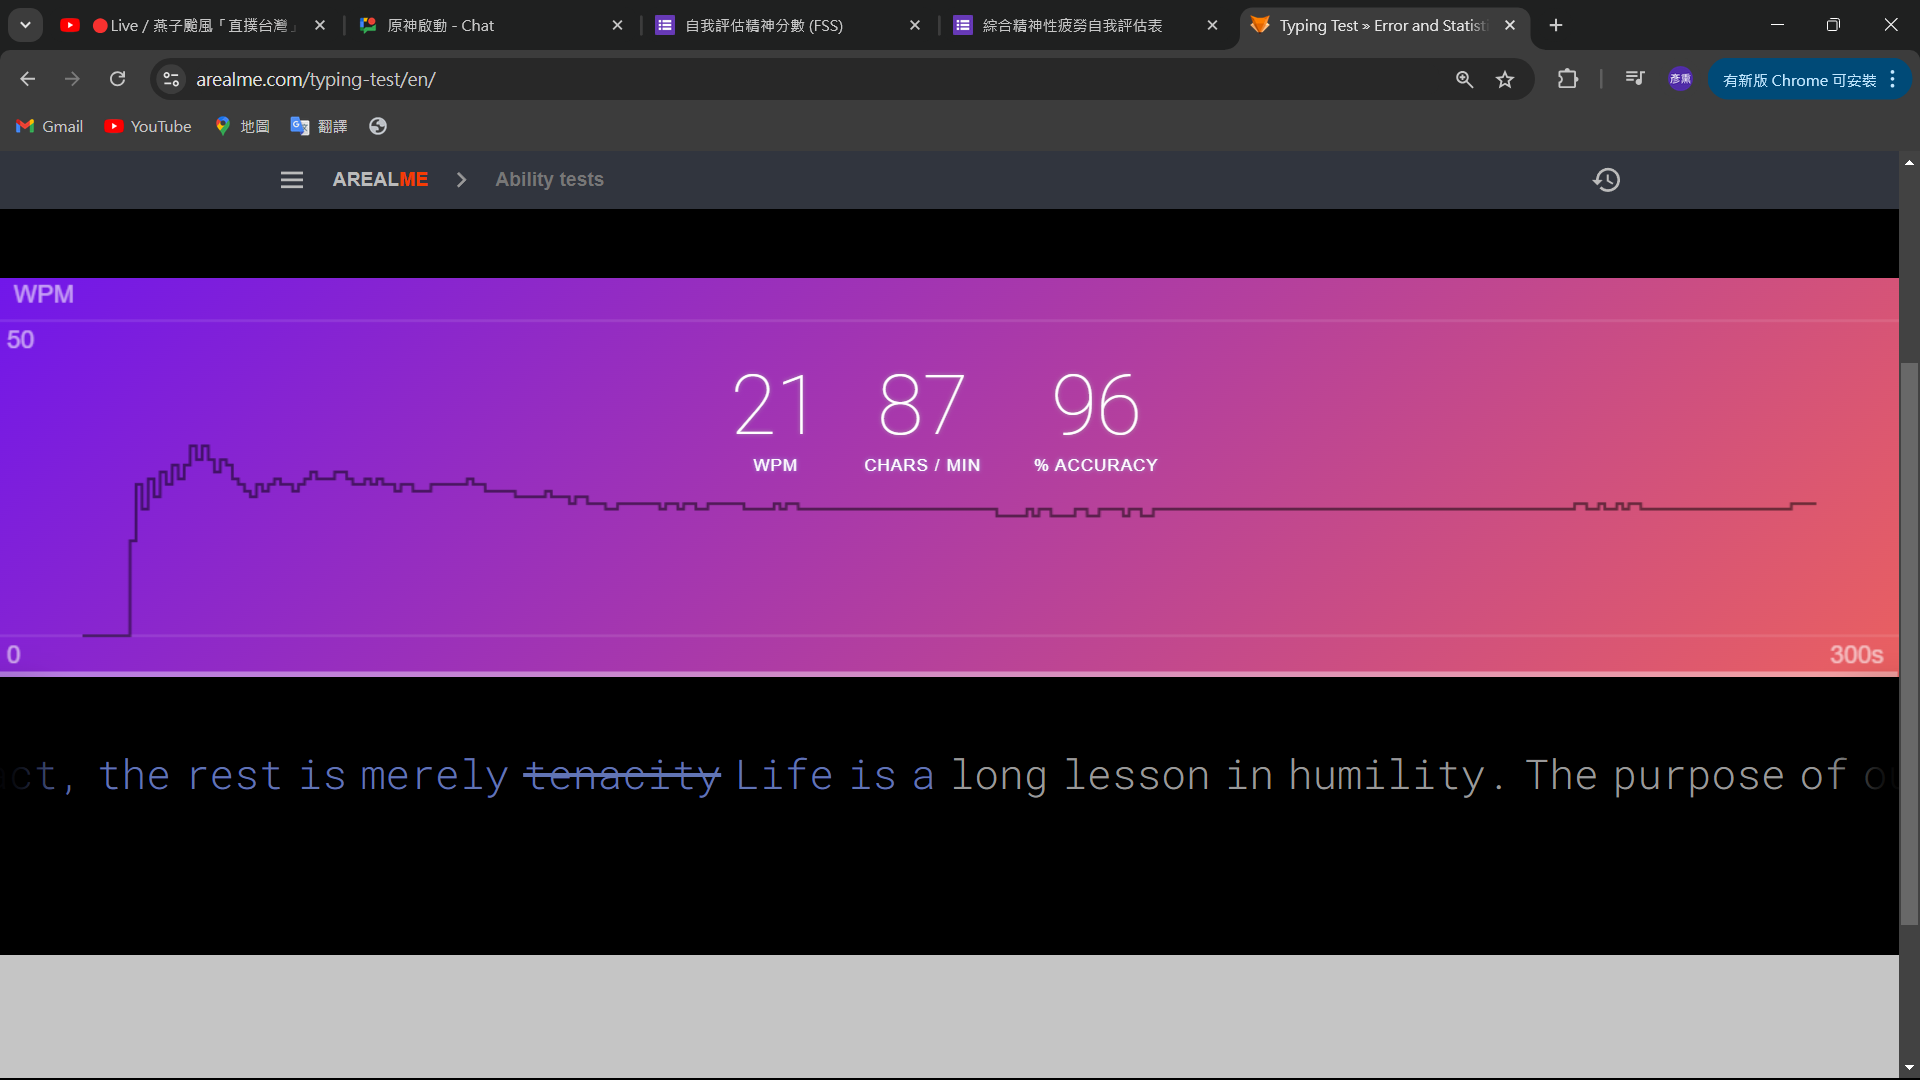 Live / 燕子颱風「直撲台灣」
原神啟動 - Chat
自我評估精神分數 (FSS)
綜合精神性疲勞自我評估表
Typing Test » Error and Statisti
arealme.com/typing-test/en/
彥熏
有新版 Chrome 可安裝
Gmail
YouTube
地圖
翻譯
AREALME
Ability tests
WPM
50
21 87 96
WPM CHARS / MIN % ACCURACY
0
300s
ct, the rest is merely tenacity Life is a long lesson in humility. The purpose of